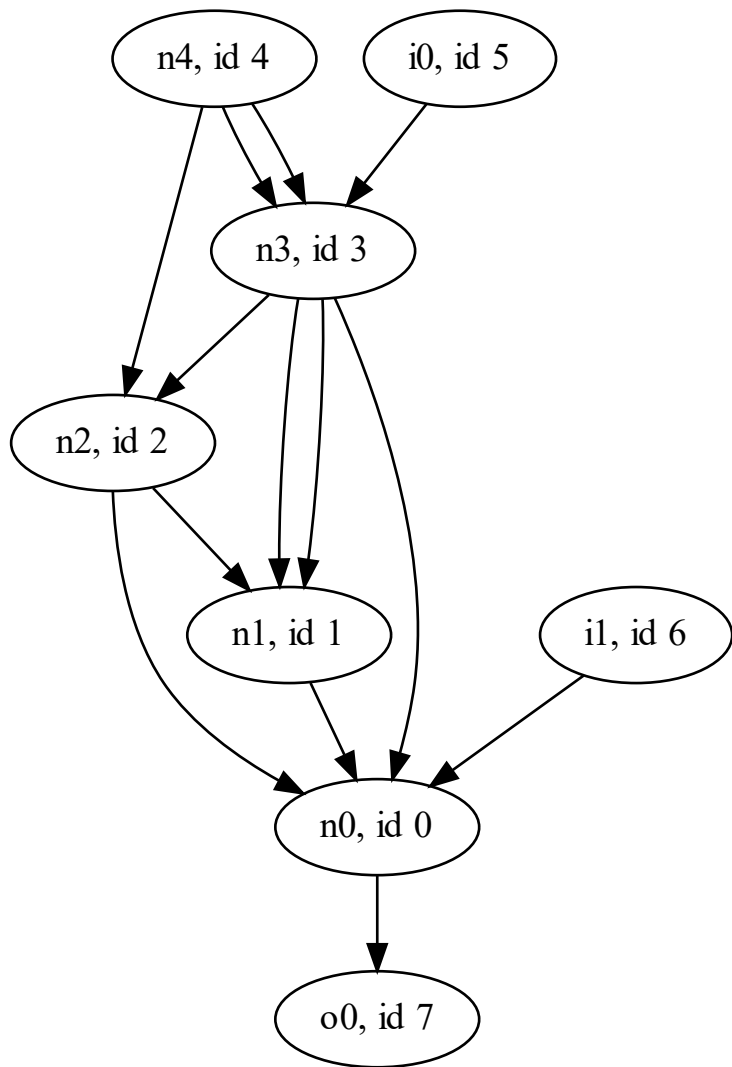 n4, id 4
i0, id 5
n3, id 3
n2, id 2
n1, id 1
i1, id 6
n0, id 0
o0, id 7